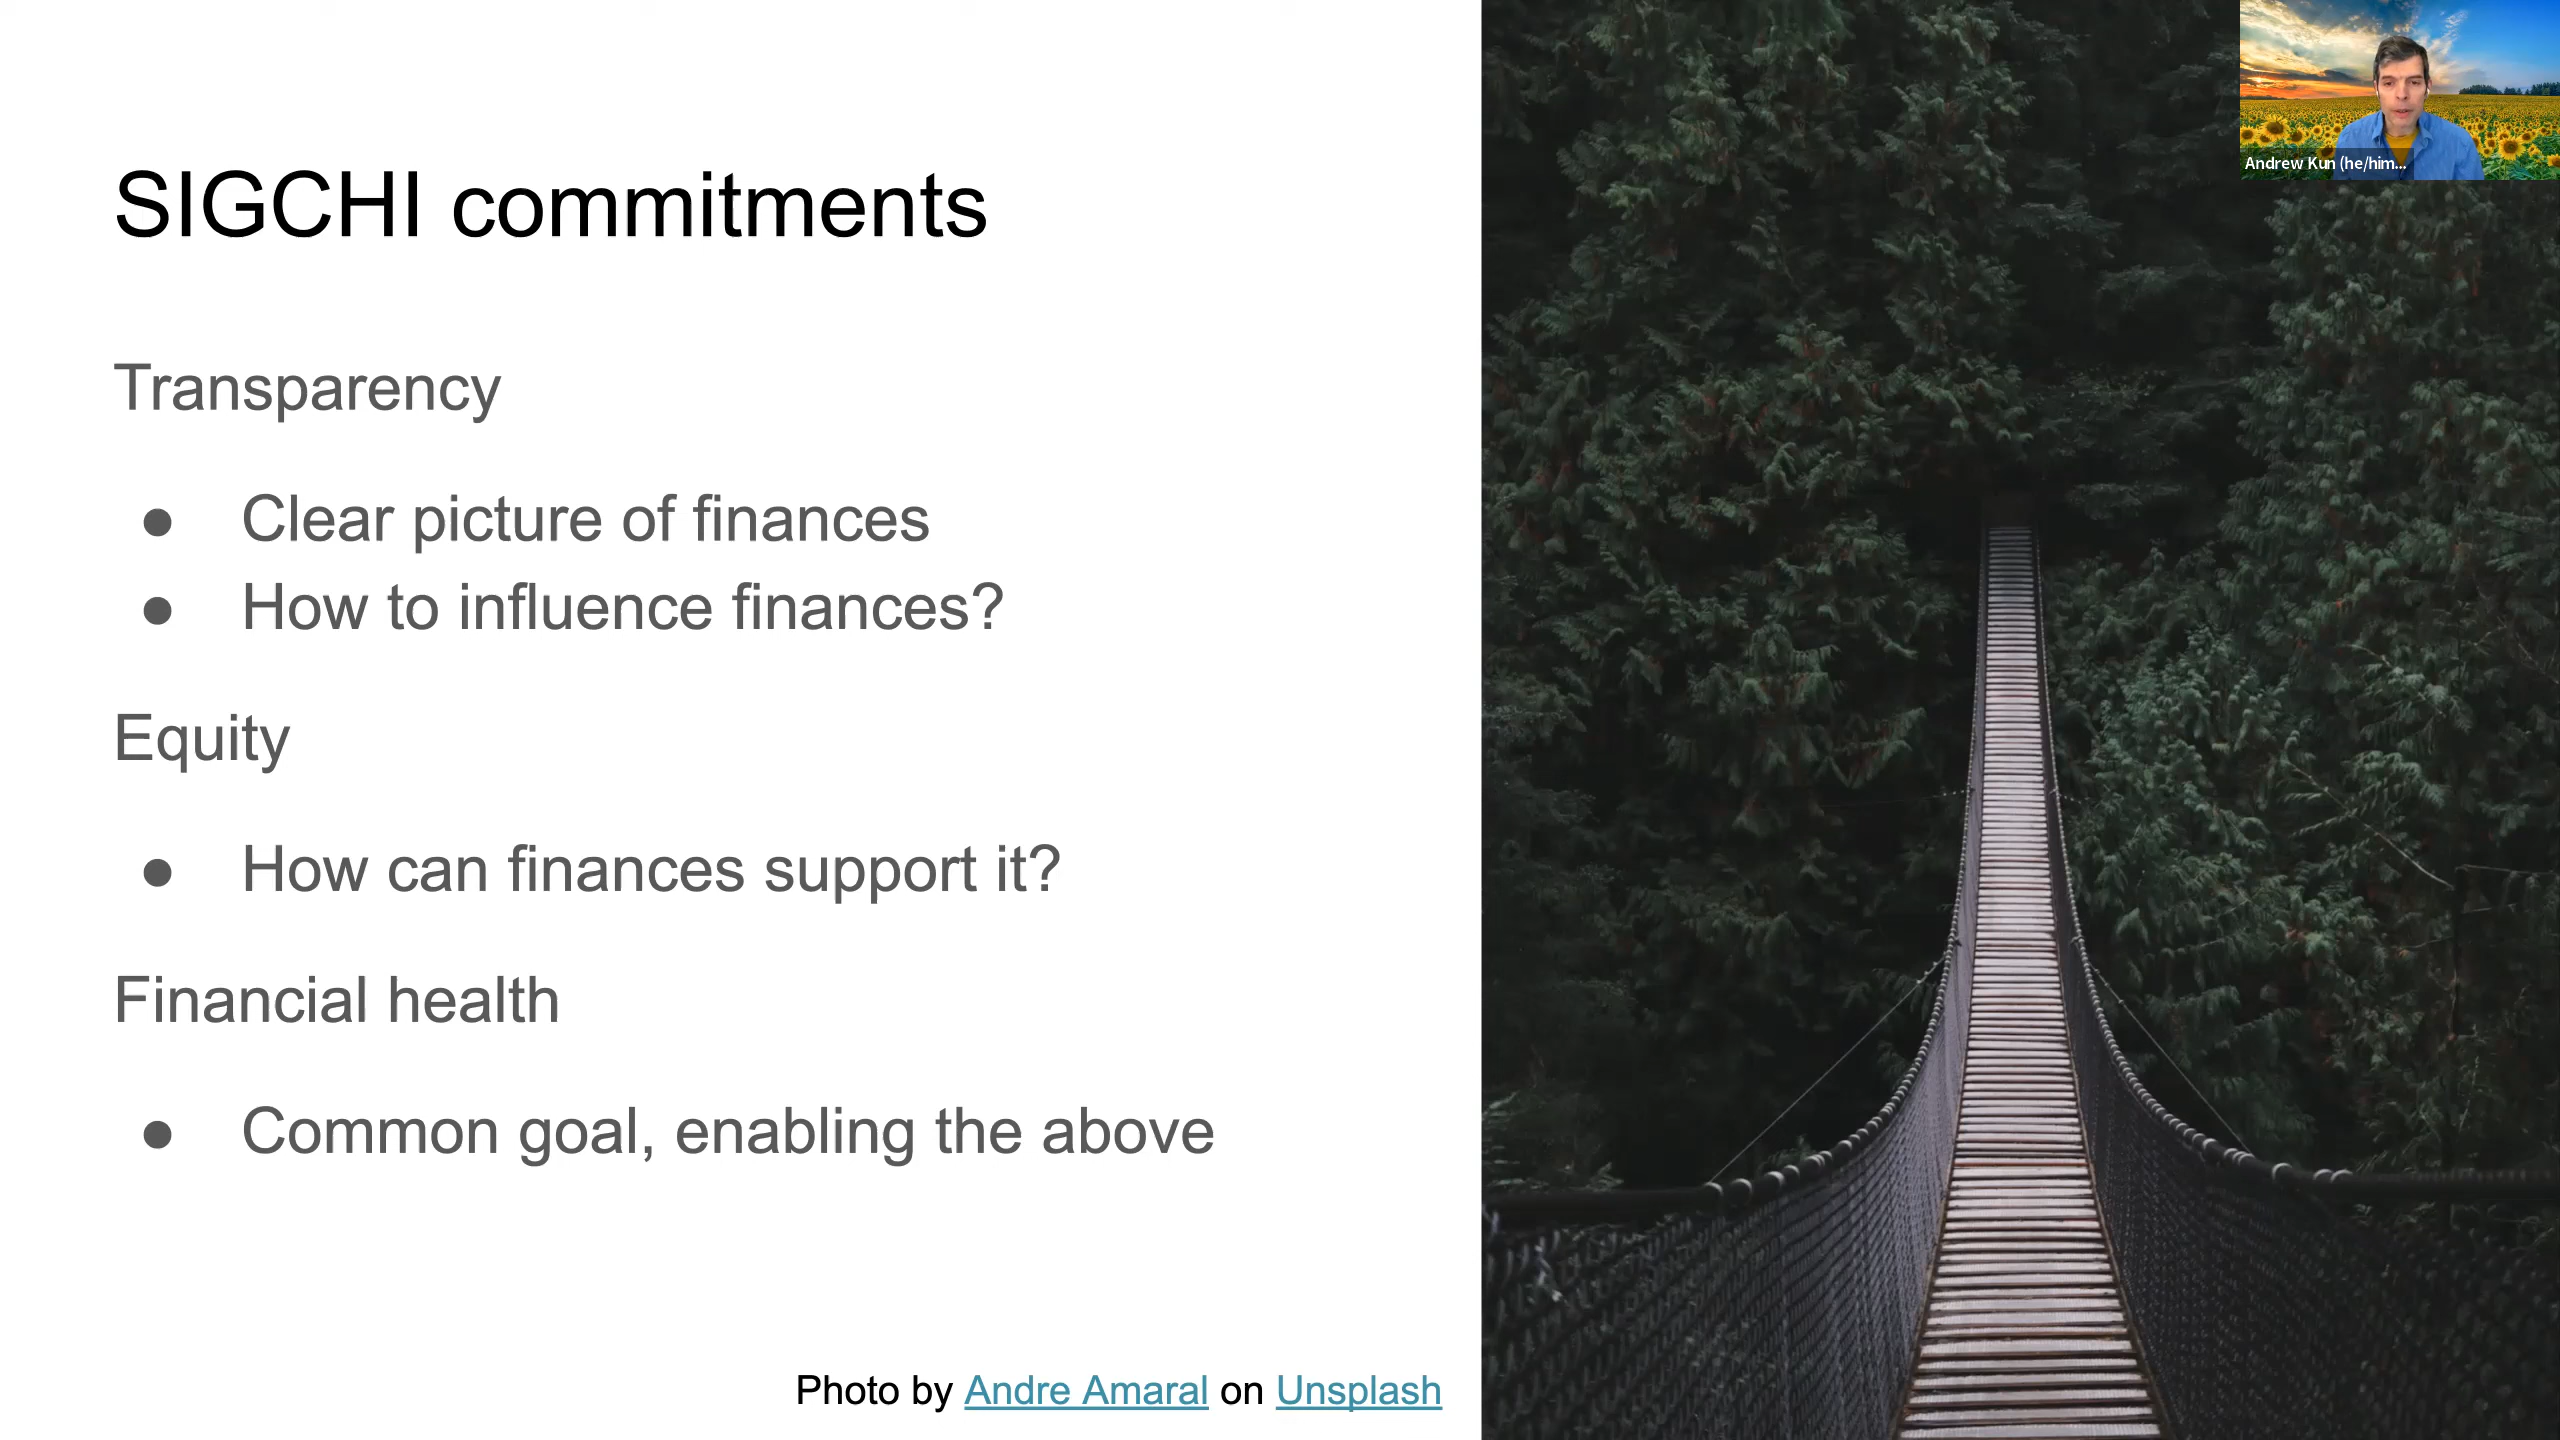 SIGCHI commitments
Transparency
● Clear picture of finances
● How to influence finances?
Equity
● How can finances support it?
Financial health
● Common goal, enabling the above
Photo by Andre Amaral on Unsplash
Andrew Kun (he/him...